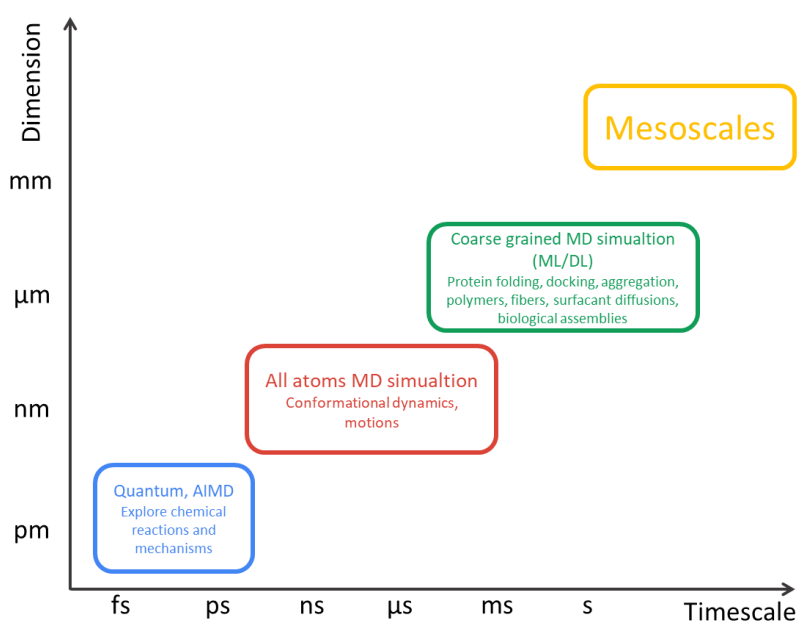 Dimension
Mesoscales
mm
Coarse grained MD simualtion
(ML/DL)
Protein folding, docking, aggregation,
polymers, fibers, surfacant diffusions,
biological assemblies
μm
All atoms MD simualtion
Conformational dynamics,
motions
nm
Quantum, AIMD
Explore chemical
reactions and
mechanisms
pm
fs ps ns μs ms s
Timescale